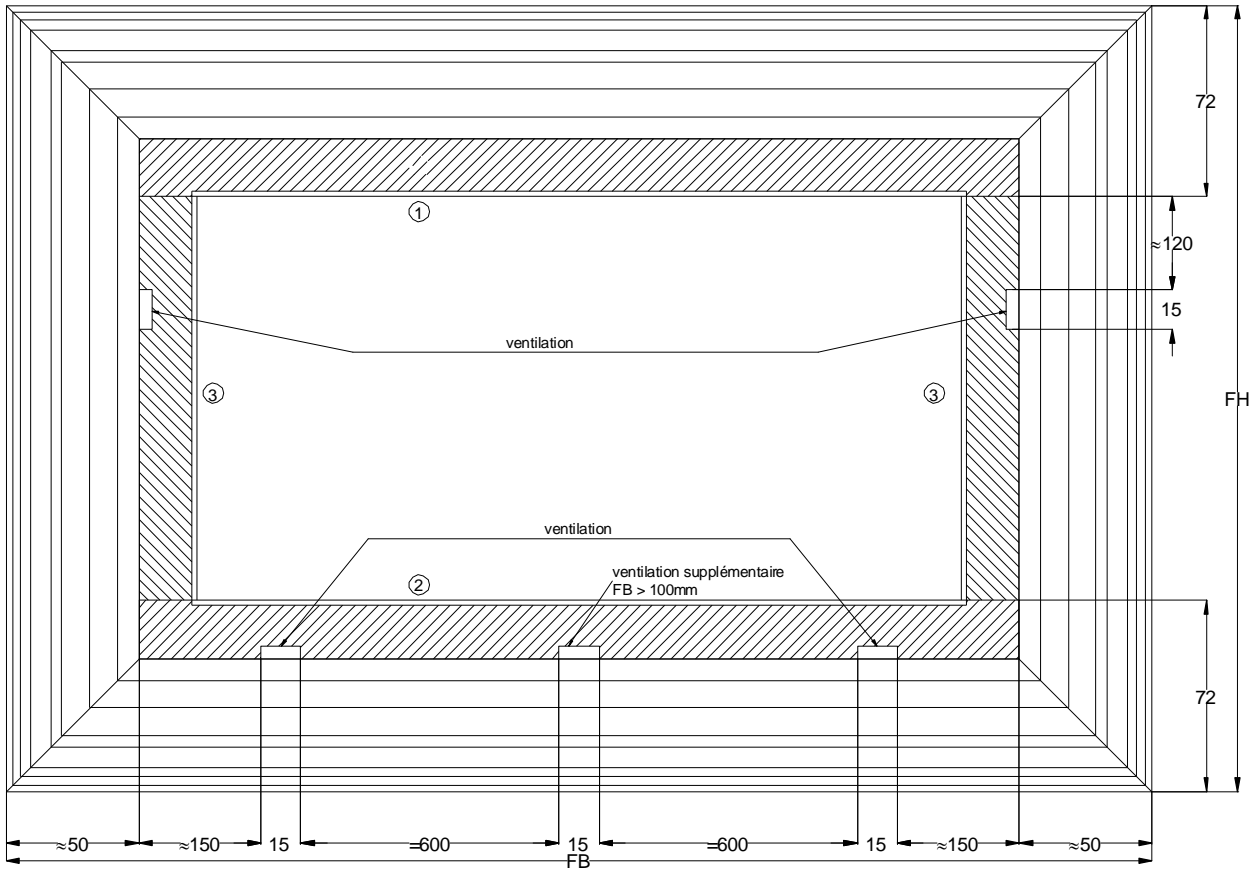 72
①
≈120
15
ventilation
③
③
FH
ventilation
②
ventilation supplémentaire
FB > 100mm
72
≈50
≈150
15
=600
15
=600
15
≈150
≈50
FB